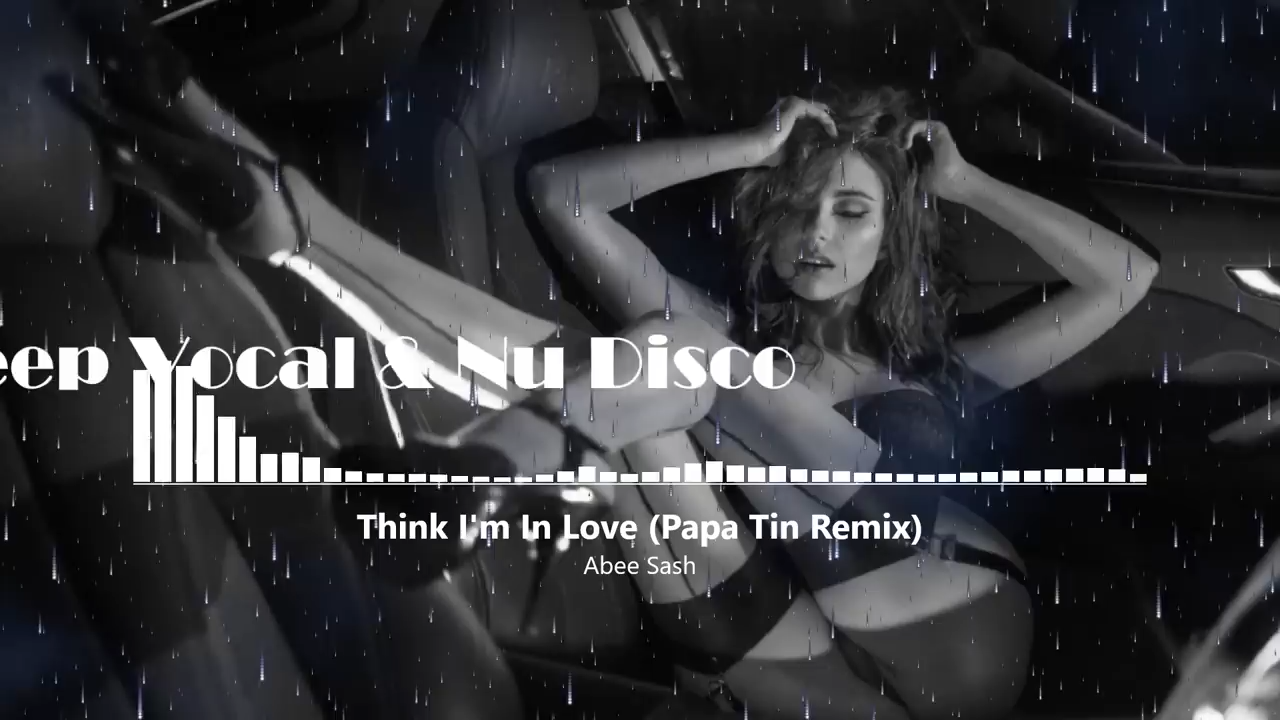 eep Vocal & Nu Disco
Think I'm In Love (Papa Tin Remix)
Abee Sash